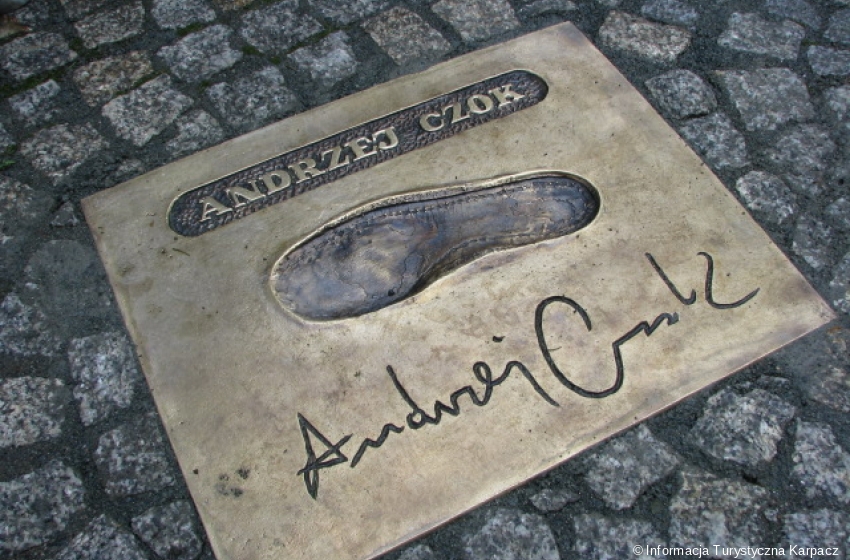 ANDRZEJ CZOK
Andrzej Czok
© Informacja Turystyczna Karpacz